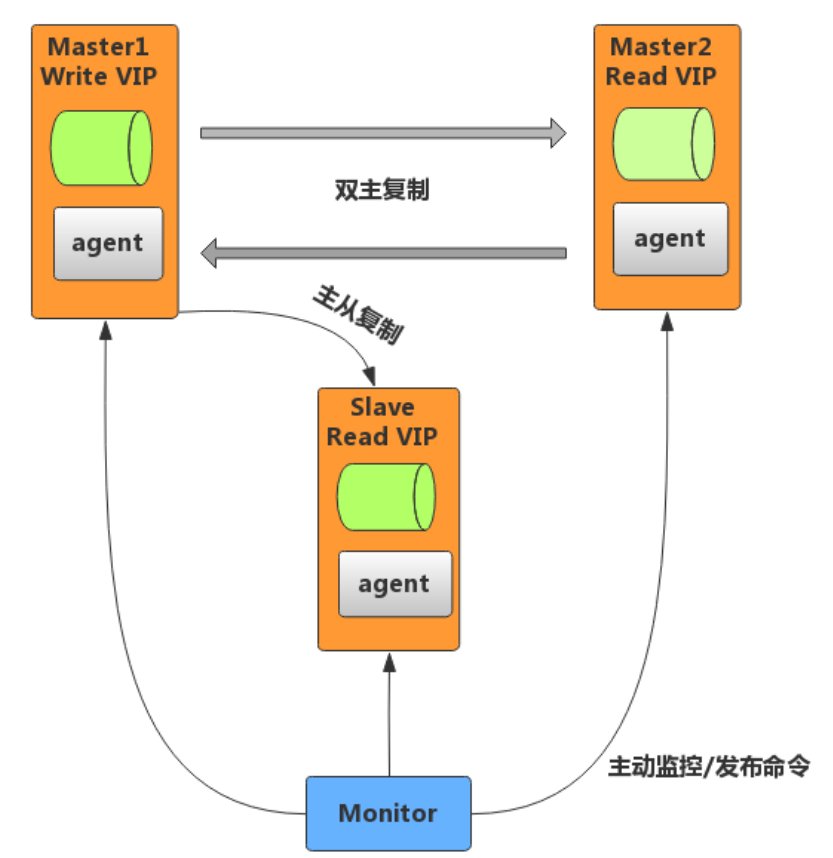 Master1
Write VIP
agent
Master2
Read VIP
agent
双主复制
主从复制
Slave
Read VIP
agent
主动监控/发布命令
Monitor